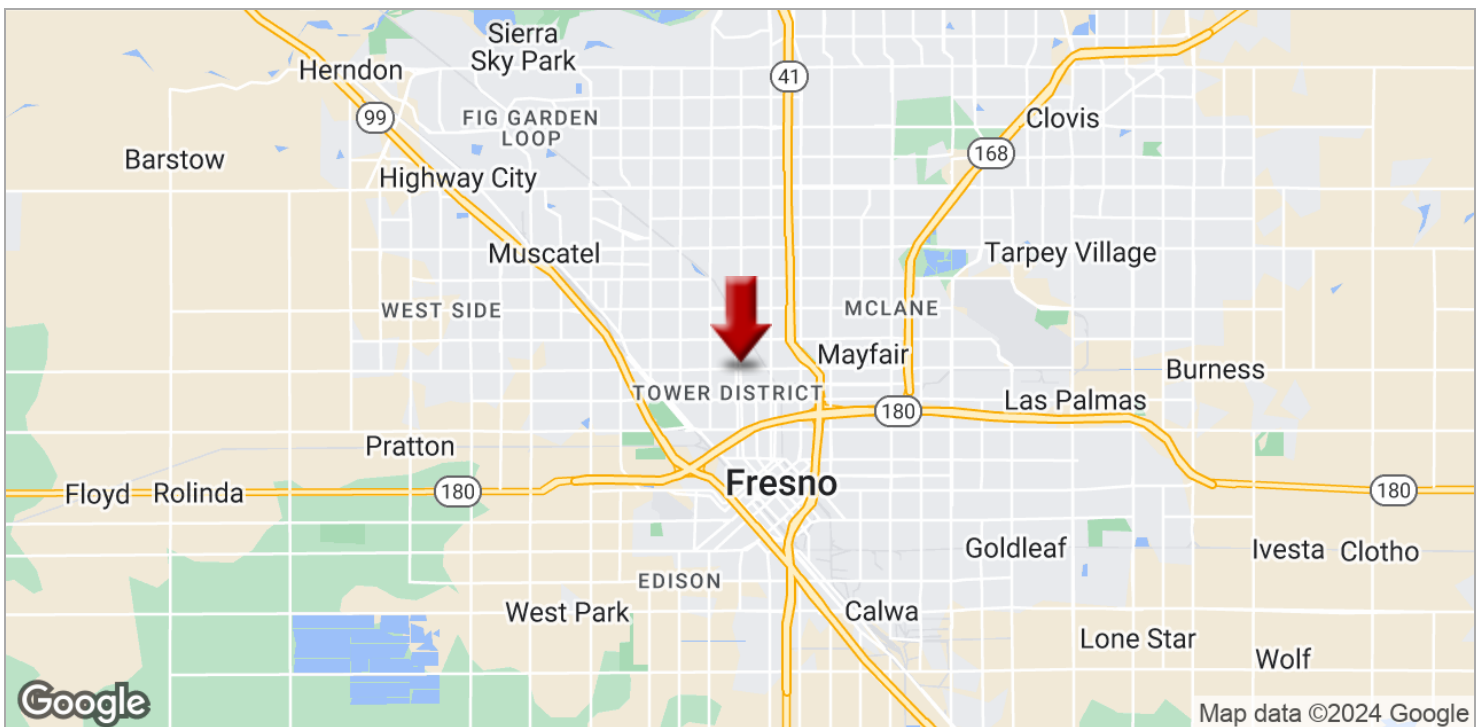 Sierra
Sky Park
Herndon
41
99
FIG GARDEN
LOOP
Clovis
168
Barstow
Highway City
Muscatel
Tarpey Village
WEST SIDE
MCLANE
Mayfair
Burness
TOWER DISTRICT
Las Palmas
180
Pratton
Fresno
Floyd
Rolinda
180
180
Goldleaf
Ivesta
Clotho
EDISON
West Park
Calwa
Lone Star
Wolf
Google
Map data ©2024 Google